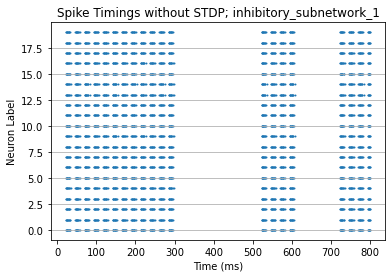 Spike Timings without STDP; inhibitory_subnetwork_1
17.5
15.0
12.5
10.0
7.5
5.0
2.5
0.0
Neuron Label
0 100 200 300 400 500 600 700 800
Time (ms)